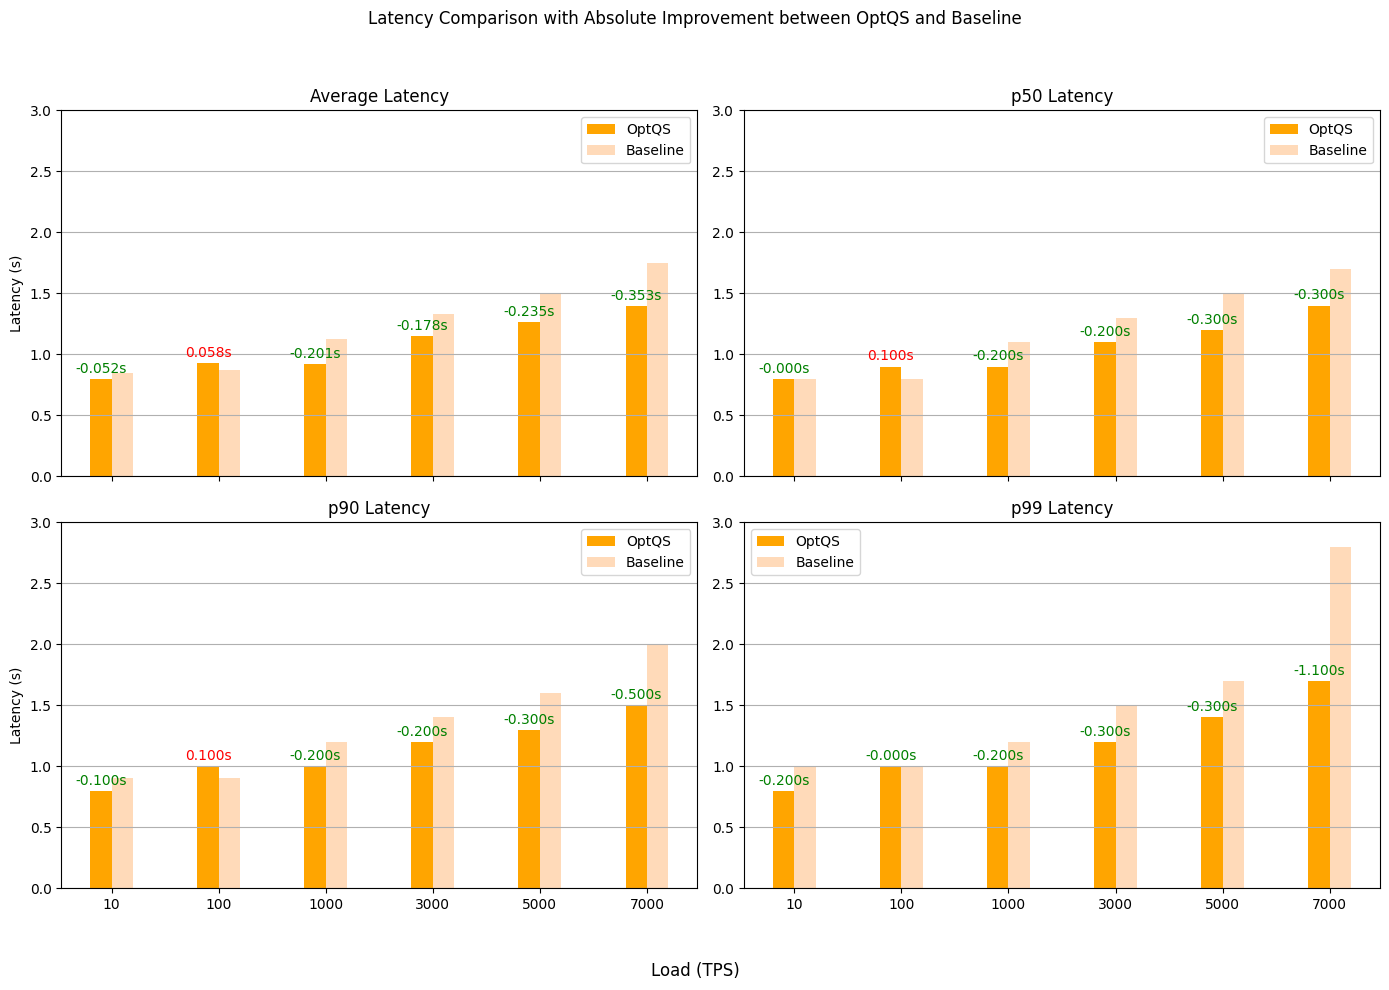 Latency Comparison with Absolute Improvement between OptQS and Baseline
Average Latency
Latency (s)
3.0
2.5
2.0
1.5
1.0
0.5
0.0
OptQS
Baseline
-0.052s
0.058s
-0.201s
-0.178s
-0.235s
-0.353s
p50 Latency
3.0
2.5
2.0
1.5
1.0
0.5
0.0
OptQS
Baseline
-0.000s
0.100s
-0.200s
-0.200s
-0.300s
-0.300s
p90 Latency
Latency (s)
3.0
2.5
2.0
1.5
1.0
0.5
0.0
OptQS
Baseline
-0.100s
0.100s
-0.200s
-0.200s
-0.300s
-0.500s
10
100
1000
3000
5000
7000
p99 Latency
3.0
2.5
2.0
1.5
1.0
0.5
0.0
OptQS
Baseline
-0.200s
-0.000s
-0.200s
-0.300s
-0.300s
-1.100s
10
100
1000
3000
5000
7000
Load (TPS)